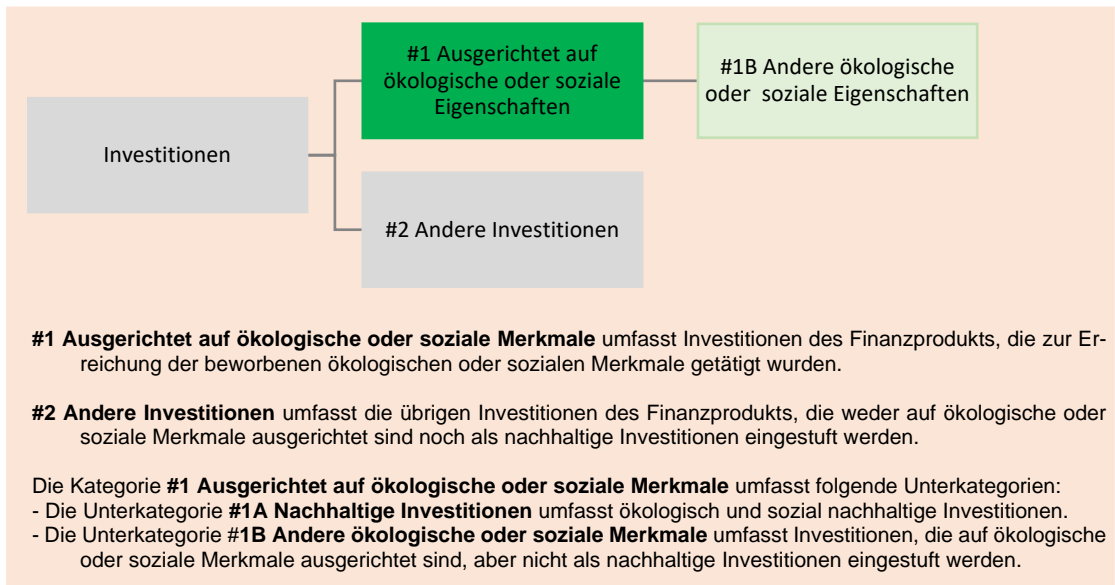 #1 Ausgerichtet auf
ökologische oder soziale
Eigenschaften
#1B Andere ökologische
oder soziale Eigenschaften
Investitionen
#2 Andere Investitionen
#1 Ausgerichtet auf ökologische oder soziale Merkmale umfasst Investitionen des Finanzprodukts, die zur Er-
reichung der beworbenen ökologischen oder sozialen Merkmale getätigt wurden.
#2 Andere Investitionen umfasst die übrigen Investitionen des Finanzprodukts, die weder auf ökologische oder
soziale Merkmale ausgerichtet sind noch als nachhaltige Investitionen eingestuft werden.
Die Kategorie #1 Ausgerichtet auf ökologische oder soziale Merkmale umfasst folgende Unterkategorien:
- Die Unterkategorie #1A Nachhaltige Investitionen umfasst ökologisch und sozial nachhaltige Investitionen.
- Die Unterkategorie #1B Andere ökologische oder soziale Merkmale umfasst Investitionen, die auf ökologische
oder soziale Merkmale ausgerichtet sind, aber nicht als nachhaltige Investitionen eingestuft werden.